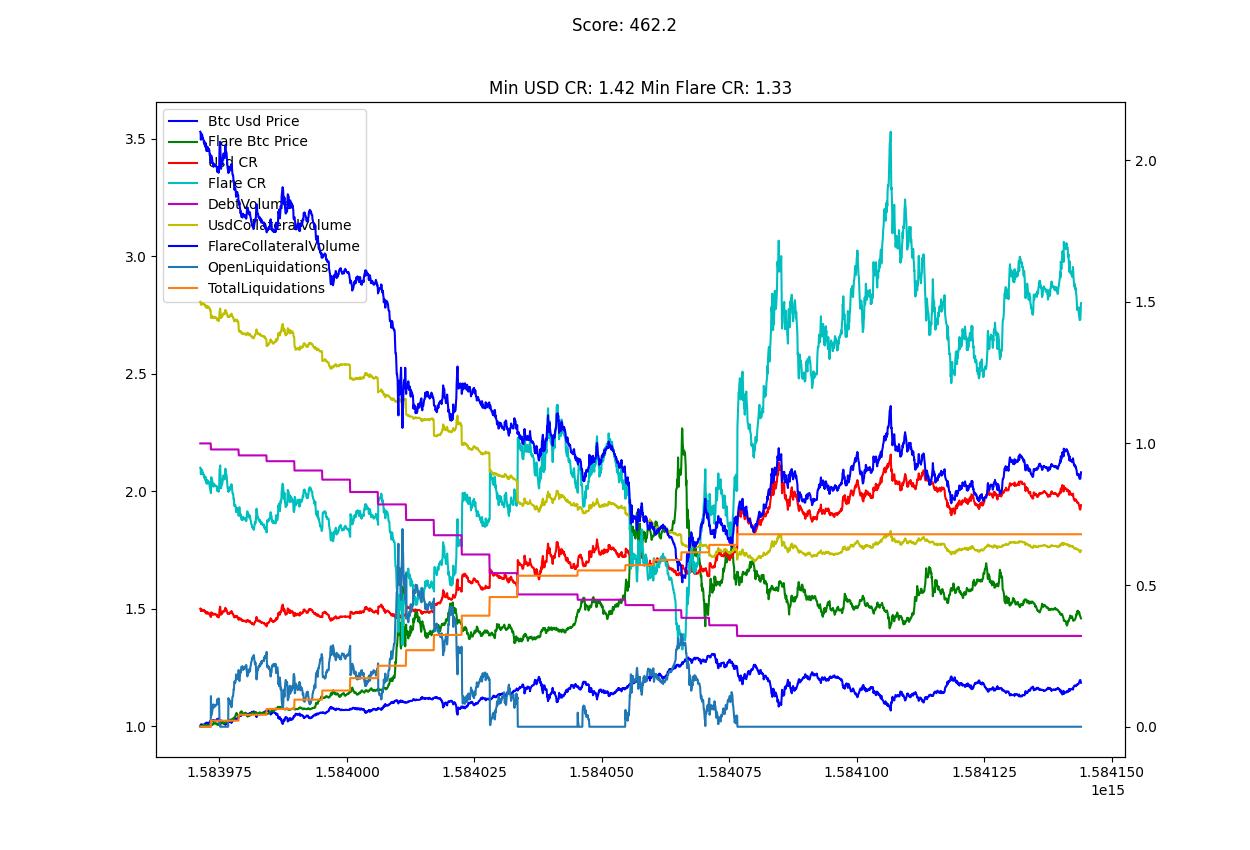 Score: 462.2
Min USD CR: 1.42 Min Flare CR: 1.33
Btc Usd Price
Flare Btc Price
Usd CR
Flare CR
DebtVolume
UsdCollateralVolume
FlareCollateralVolume
OpenLiquidations
TotalLiquidations
3.5
3.0
2.5
2.0
1.5
1.0
2.0
1.5
1.0
0.5
0.0
1.583975 1.584000 1.584025 1.584050 1.584075 1.584100 1.584125 1.584150
1e15